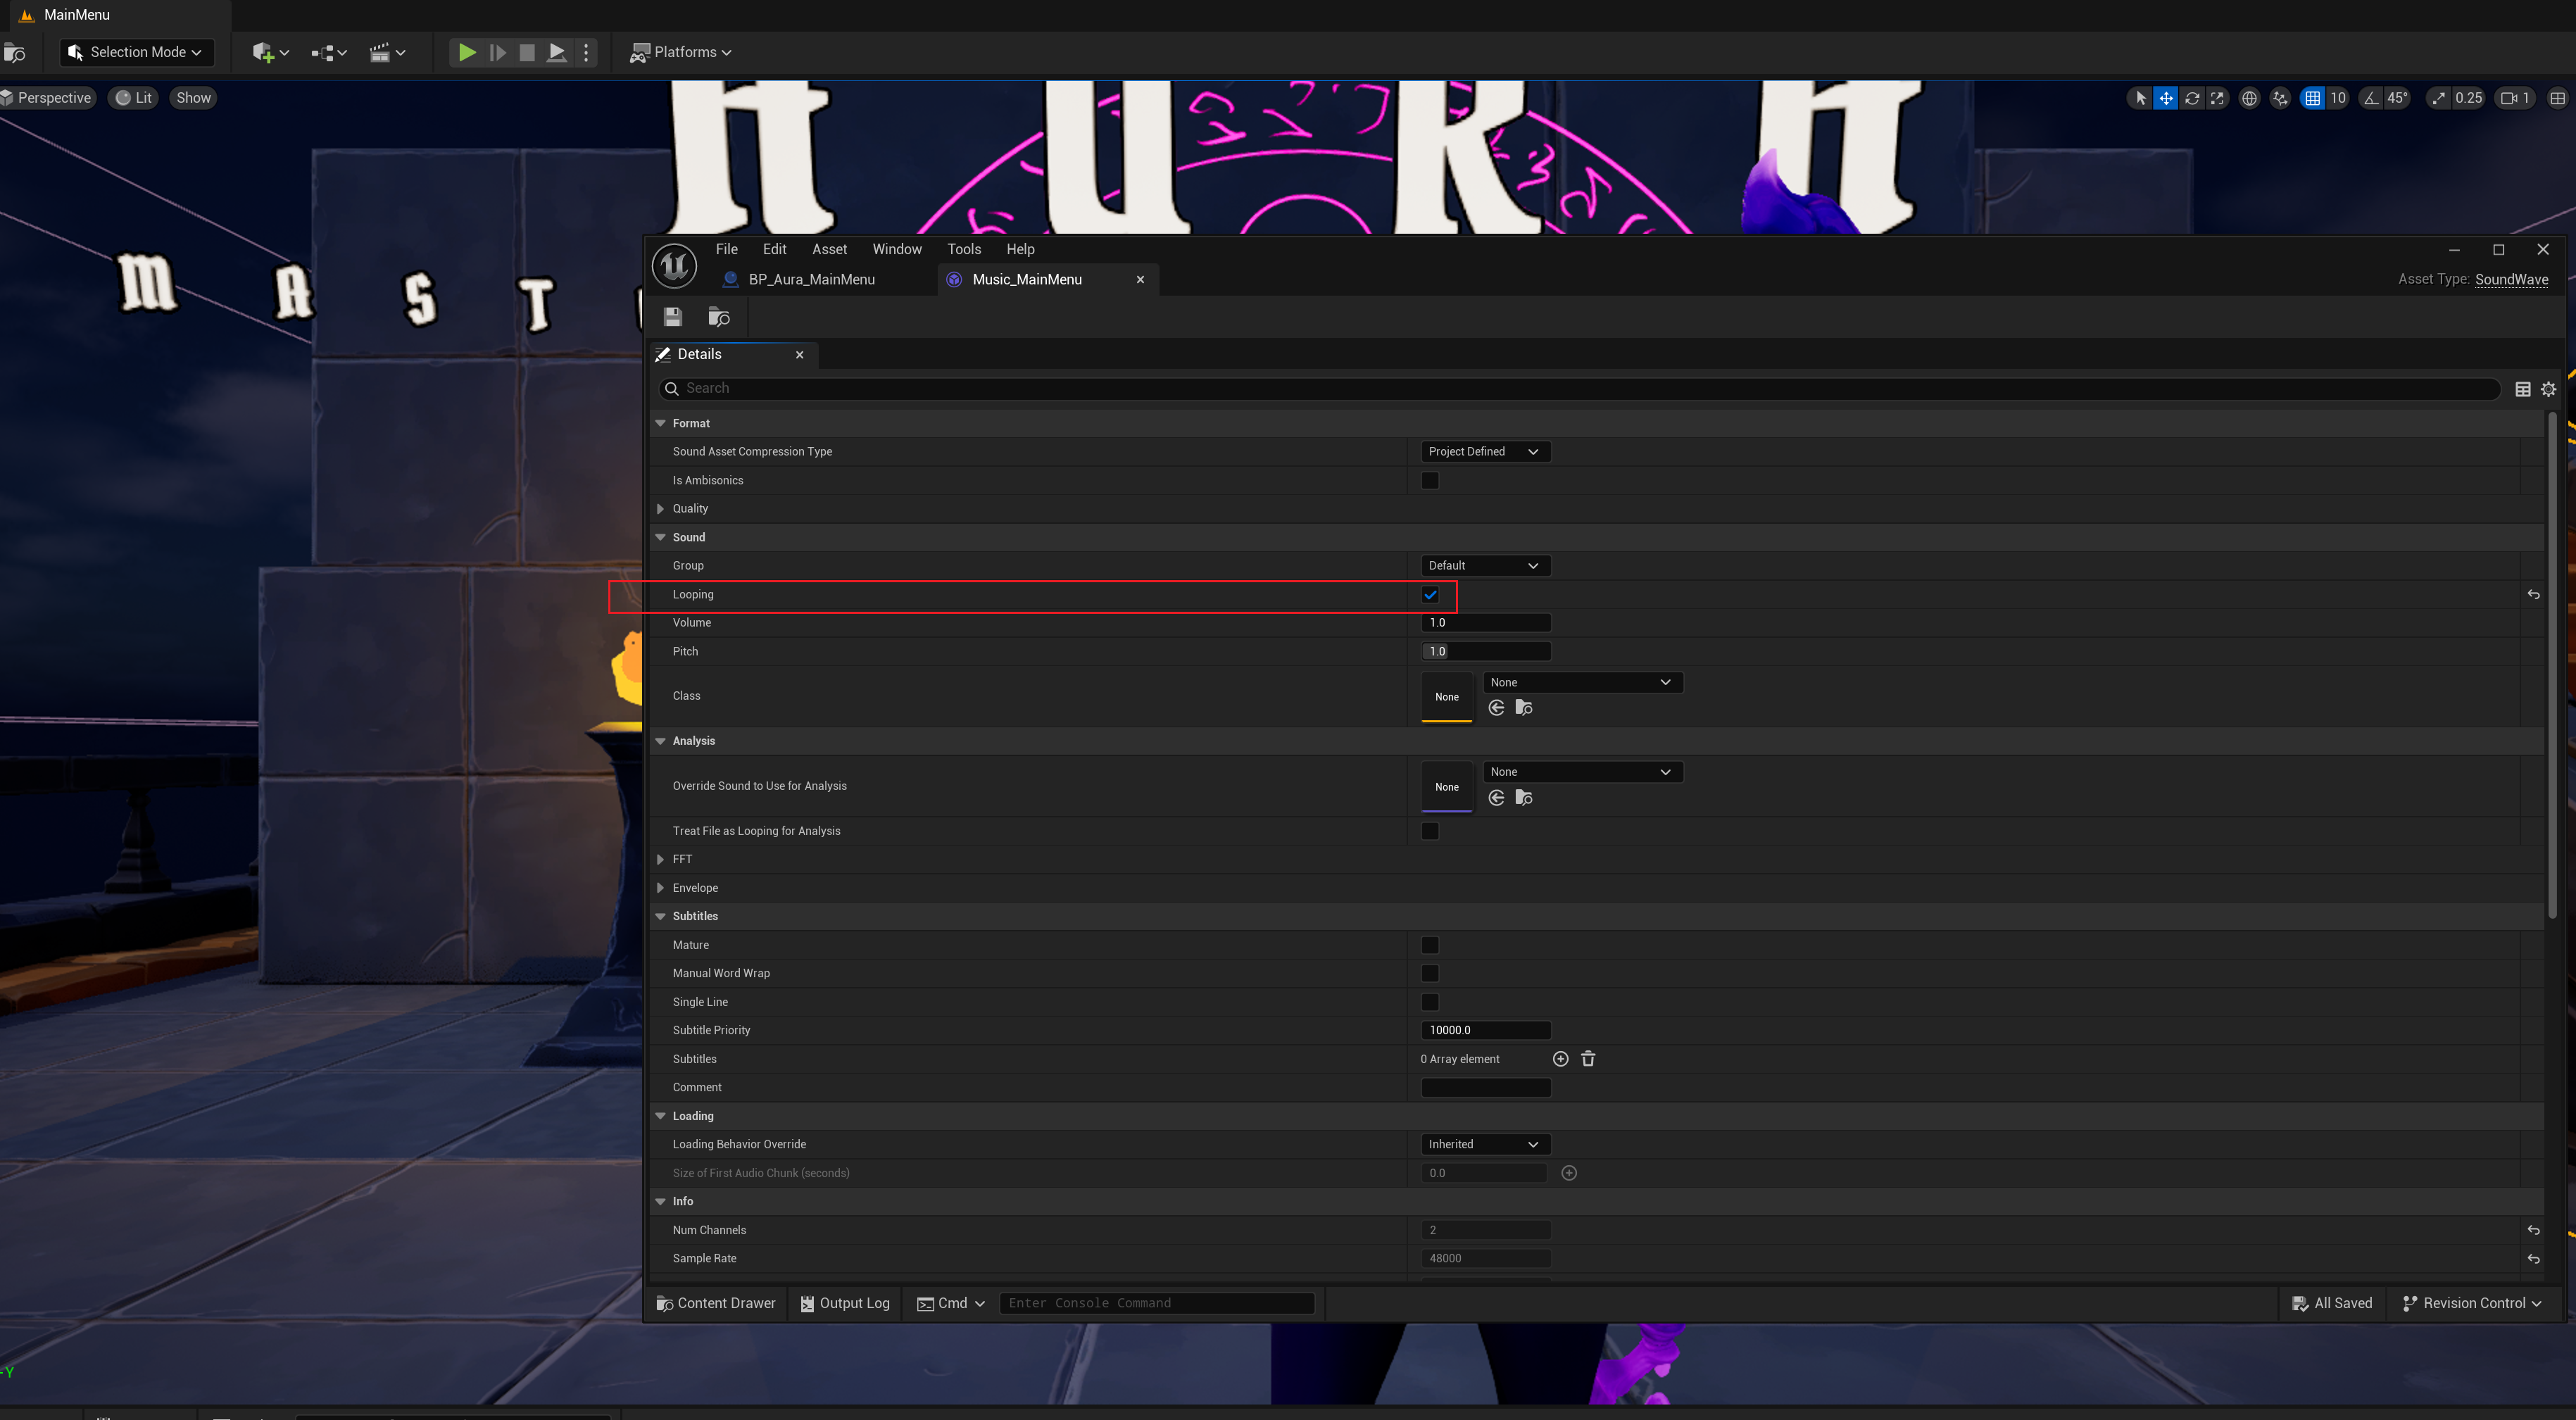 MainMenu
Selection Mode
Platforms
Perspective
Lit
Show
10
45°
0.25
1
A U R A
M A S T
File Edit Asset Window Tools Help
BP_Aura_MainMenu
Music_MainMenu
Asset Type: SoundWave
Details
Search
Format
Sound Asset Compression Type
Project Defined
Is Ambisonics
Quality
Sound
Group
Default
Looping
Volume
1.0
Pitch
1.0
Class
None
None
Analysis
Override Sound to Use for Analysis
None
None
Treat File as Looping for Analysis
FFT
Envelope
Subtitles
Mature
Manual Word Wrap
Single Line
Subtitle Priority
10000.0
Subtitles
0 Array element
Comment
Loading
Loading Behavior Override
Inherited
Size of First Audio Chunk (seconds)
0.0
Info
Num Channels
2
Sample Rate
48000
Content Drawer
Output Log
Cmd
Enter Console Command
All Saved
Revision Control
Y